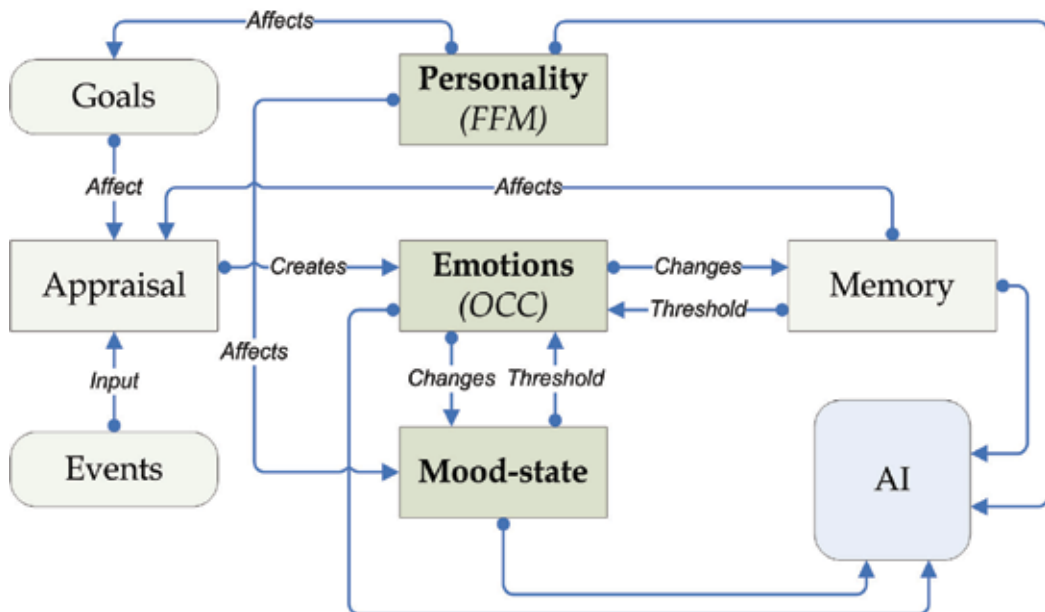 Affects
Personality
(FFM)
Goals
Affect
Affects
Appraisal
Creates
Emotions
(OCC)
Changes
Threshold
Memory
Input
Affects
Changes
Threshold
Events
Mood-state
AI